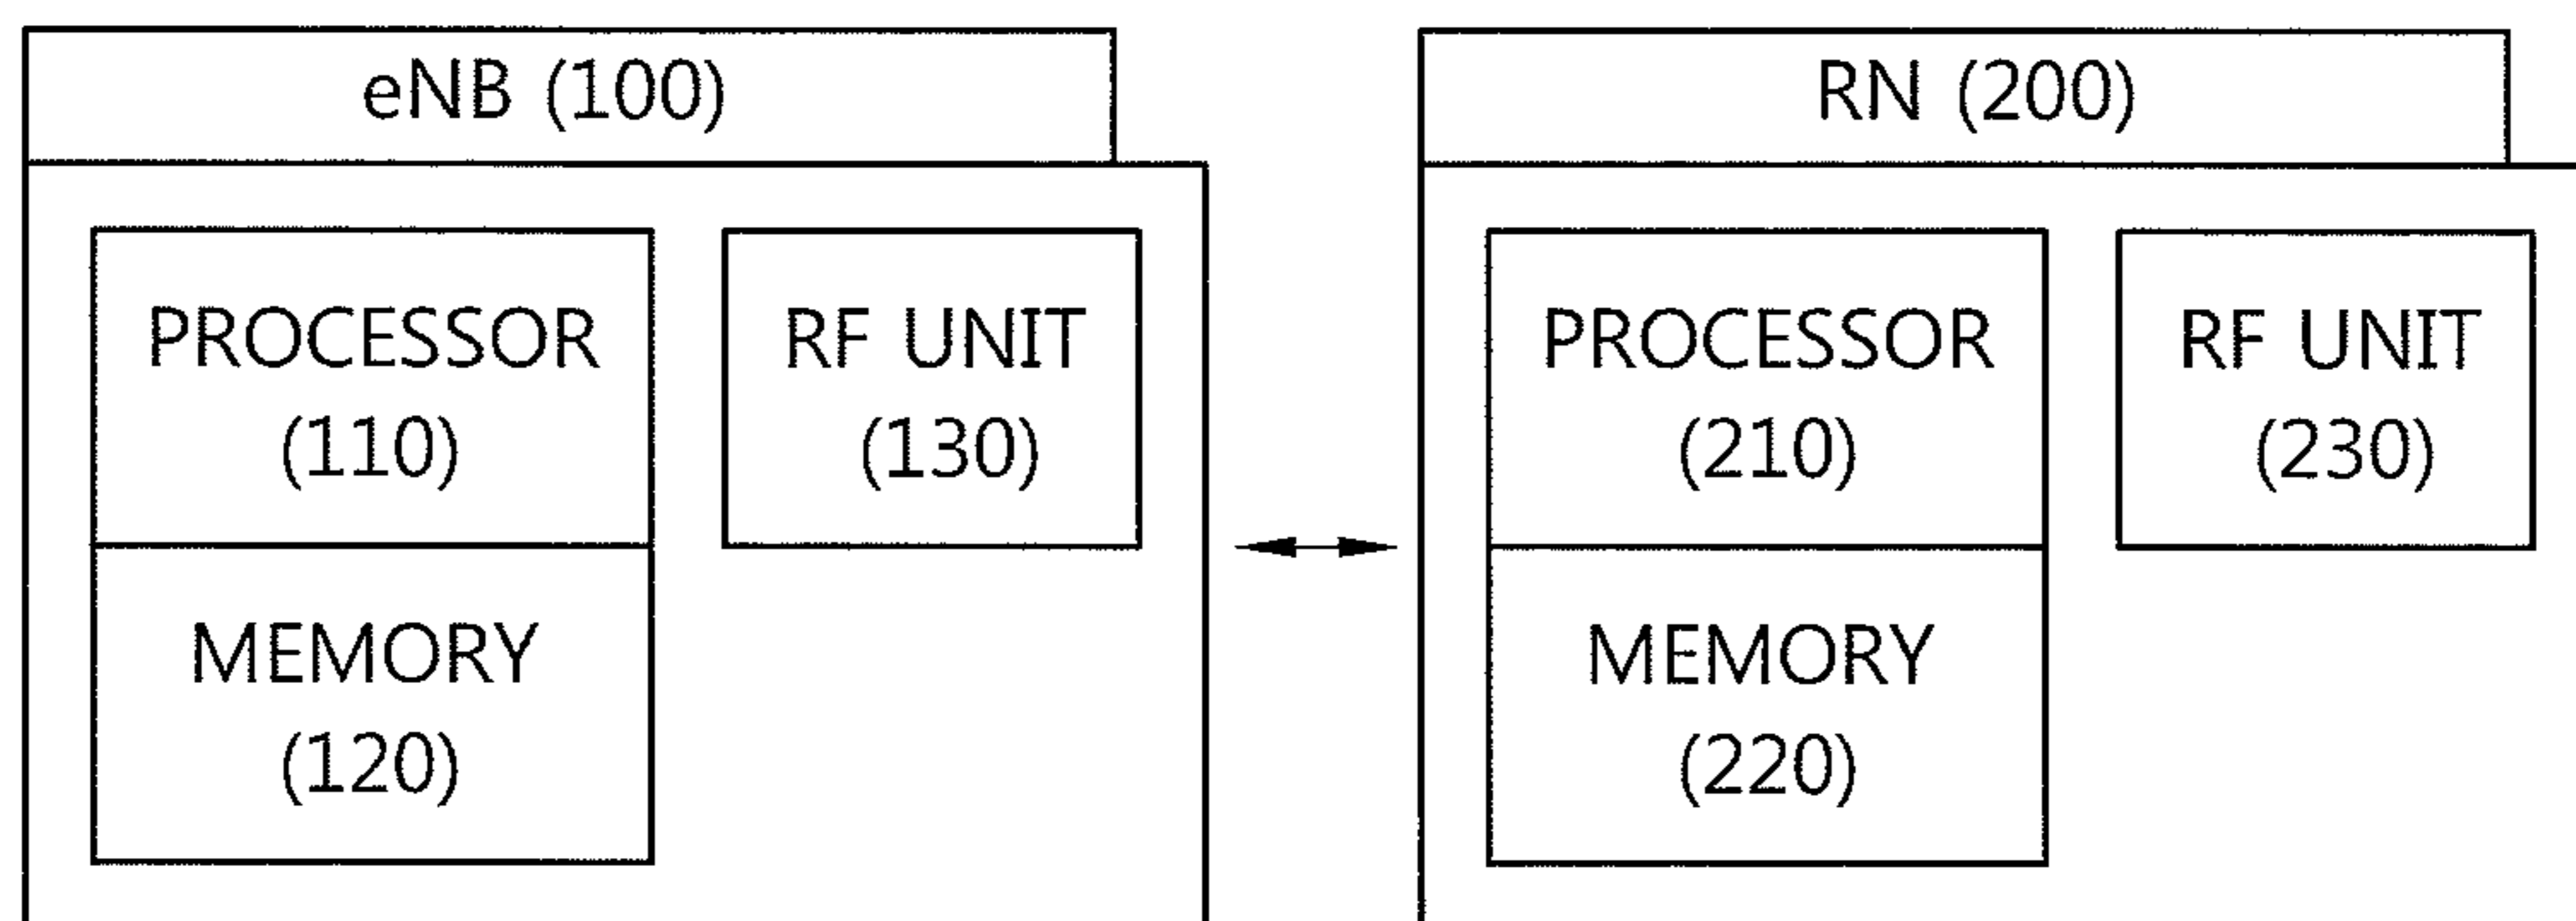 eNB (100)
PROCESSOR
(110)
RF UNIT
(130)
MEMORY
(120)
RN (200)
PROCESSOR
(210)
RF UNIT
(230)
MEMORY
(220)